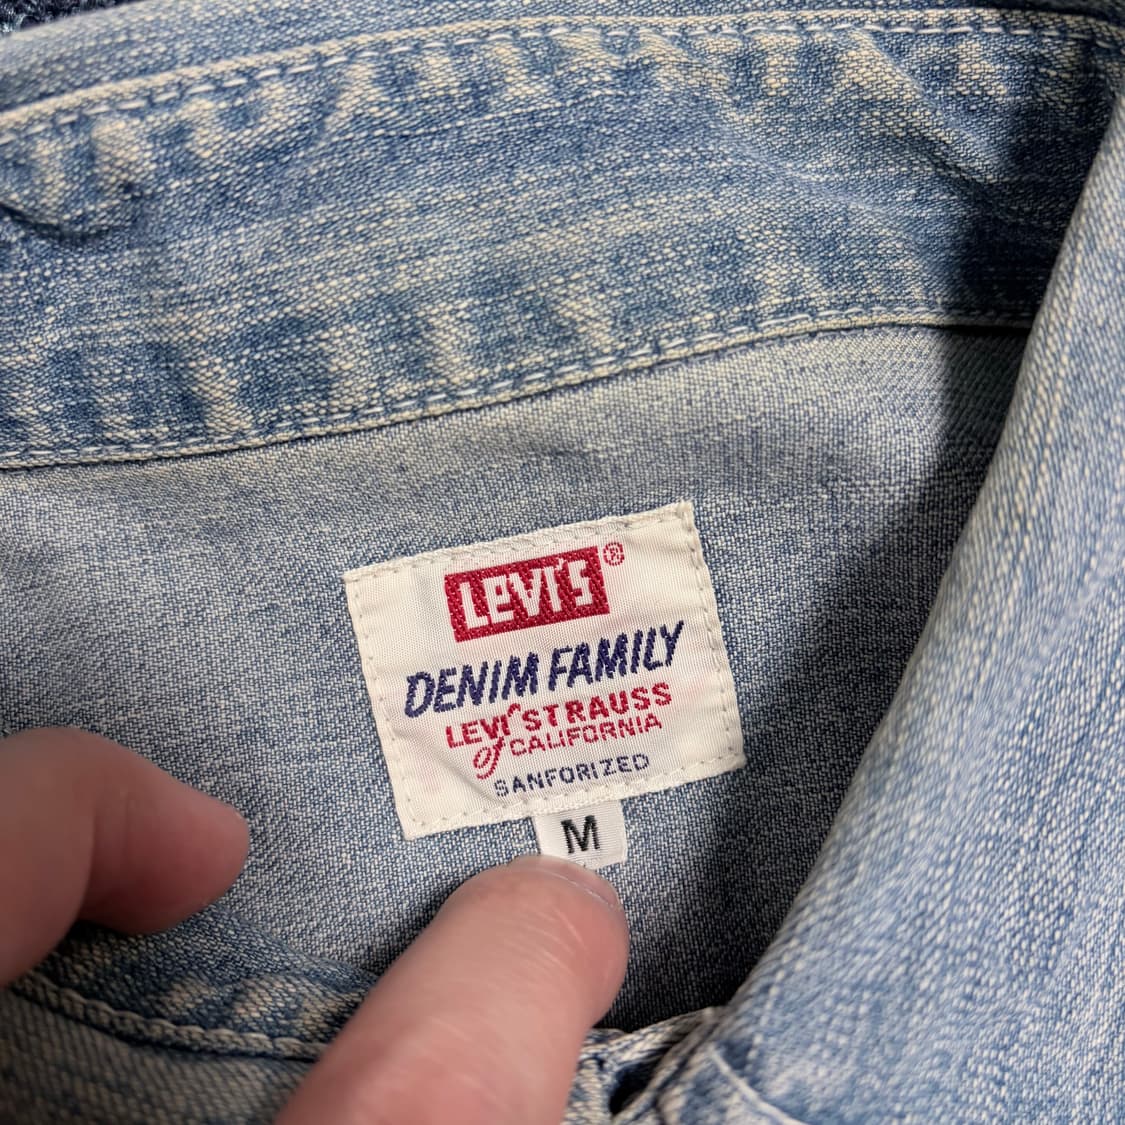 LEVI'S®
DENIM FAMILY
LEVI STRAUSS
of CALIFORNIA
SANFORIZED
M